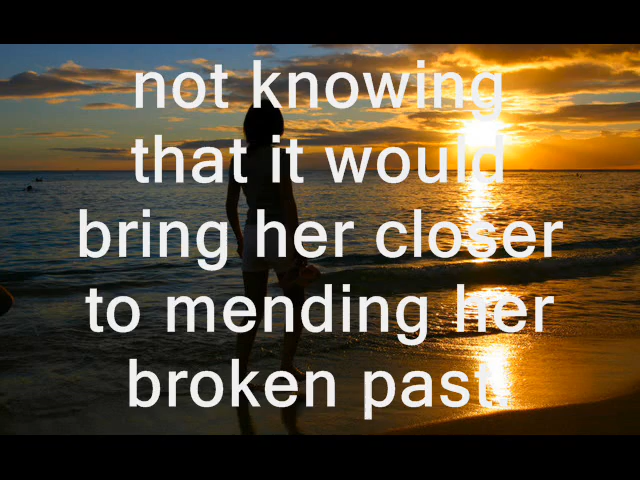 not knowing
that it would
bring her closer
to mending her
broken past.